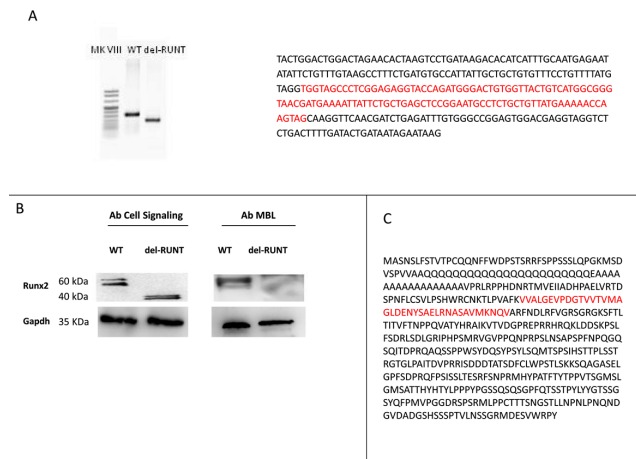 A
MK VIII WT del-RUNT
TACTGGACTGGACTAGAACACTAAGTCCTGATAAGACACATCATTTGCAATGAGAAT
ATATTCTGTTTGTAAGCCTTTCTGATGTGCCATTATTGCTGCTGTGTTTCCTGTTTTATG
TAGGTGGTAGCCCTCGGAGAGGTACCAGATGGGACTGTGGTTACTGTCATGGCGGG
TAACGATGAAAATTATTCTGCTGAGCTCCGGAATGCCTCTGCTGTTATGAAAAACCA
AGTAGCAAGGTTCAACGATCTGAGATTTGTGGGCCGGAGTGGACGAGGTAGGTCT
CTGACTTTTGATACTGATAATAGAATAAG
B
Ab Cell Signaling
Ab MBL
WT del-RUNT
WT del-RUNT
Runx2
60 kDa
40 kDa
Gapdh
35 KDa
C
MASNSLFSTVTPCQQNFFWDPSTSRRFSPPSSSLQPGKMSD
VSPVVAAQQQQQQQQQQQQQQQQQQQQQQQQQEAAAA
AAAAAAAAAAAAAVPRLRPPHDNRTMVEIIADHPAELVRTD
SPNFLCSVLPSHWRCNKTLPVAFKVVALGEVPDGTVVTVMA
GLDENYSAELRNASAVMKNQVARFNDLRFVGRSGRGKSFTL
TITVFTNPPQVATYHRAIKVTVDGPREPRRHRQKLDDSKPSL
FSDRLSDLGRIPHPSMRVGVPPQNPRPSLNSAPSPFNPQGQ
SQITDPRQAQSSPPWSYDQSYPSYLSQMTSPSIHSTTPLSST
RGTGLPAITDVPRRISDDDTATSDFCLWPSTLSKKSQAGASEL
GPFSDPRQFPSISSLTESRFSNPRMHYPATFTYTPPVTSGMSL
GMSATTHYHTYLPPPYPGSSQSQSGPFQTSSTPYLYYGTSSG
SYQFPMVPGGDRSPSRMLPPCTTTSNGSTLLNPNLPNQND
GVDADGSHSSSPTVLNSSGRMDESVWRPY